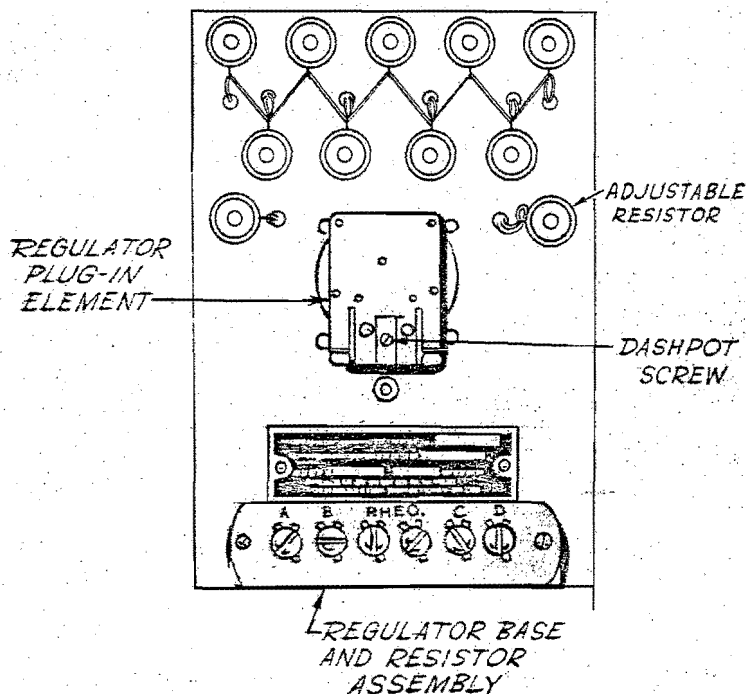 ADJUSTABLE
RESISTOR
REGULATOR
PLUG-IN
ELEMENT
DASHPOT
SCREW
A B RHEO. C D
REGULATOR BASE
AND RESISTOR
ASSEMBLY